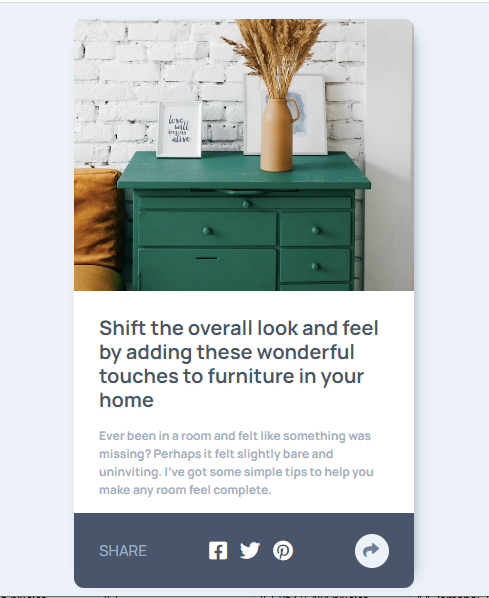 love
will
keep us
alive
Shift the overall look and feel
by adding these wonderful
touches to furniture in your
home
Ever been in a room and felt like something was
missing? Perhaps it felt slightly bare and
uninviting. I've got some simple tips to help you
make any room feel complete.
SHARE